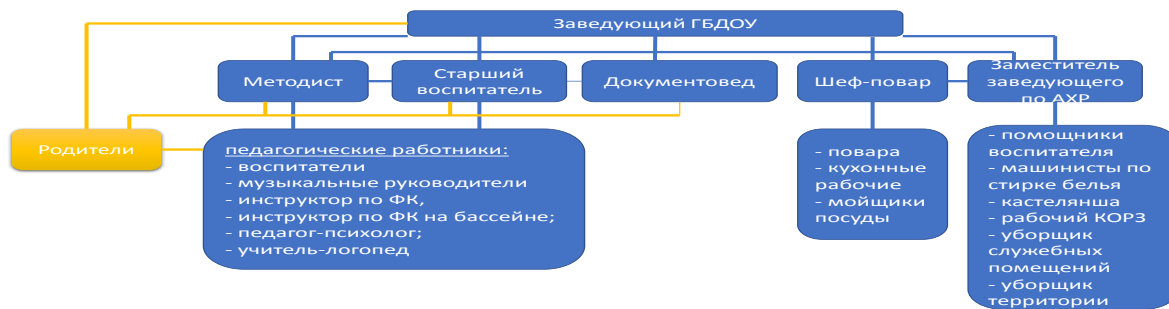 Заведующий ГБДОУ
Методист
Старший
воспитатель
Документовед
Шеф-повар
Заместитель
заведующего
по АХР
Родители
педагогические работники:
- воспитатели
- музыкальные руководители
- инструктор по ФК,
- инструктор по ФК на бассейне;
- педагог-психолог;
- учитель-логопед
- повара
- кухонные
рабочие
- мойщики
посуды
- помощники
воспитателя
- машинисты по
стирке белья
- кастелянша
- рабочий КОРЗ
- уборщик
служебных
помещений
- уборщик
территории